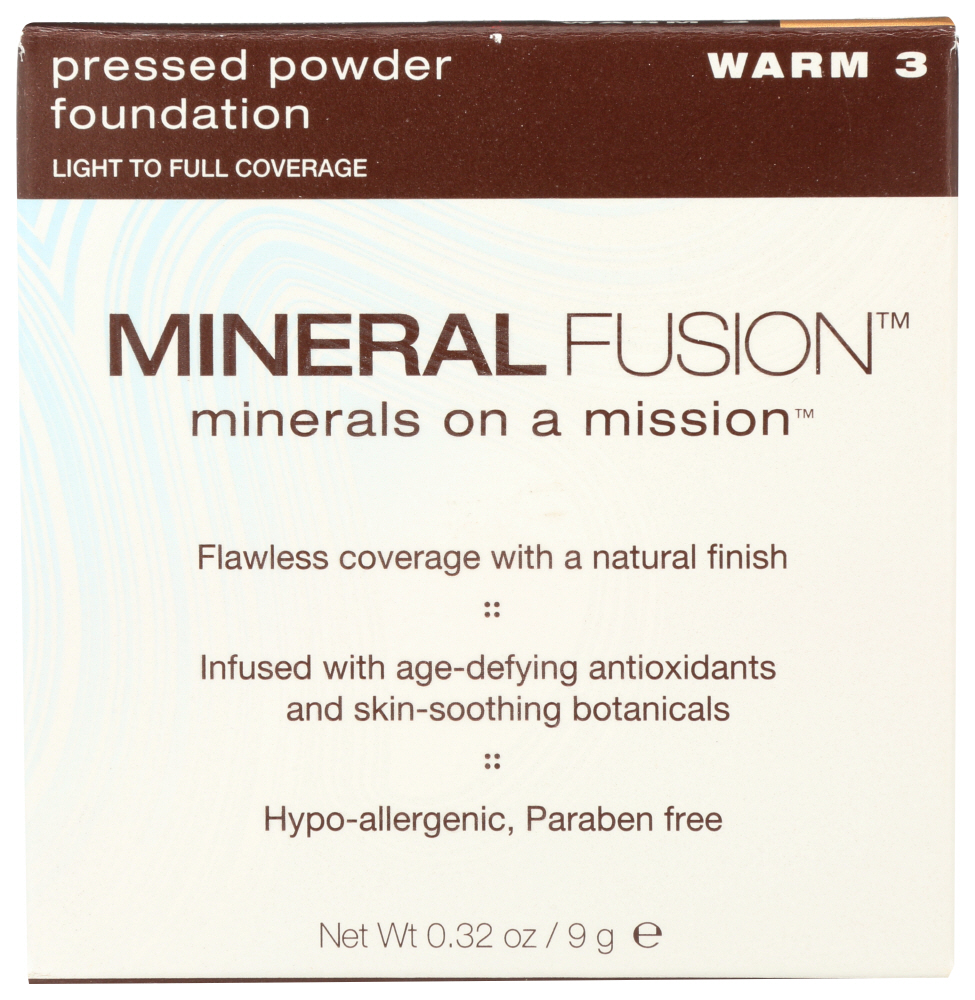 pressed powder
foundation
WARM 3
LIGHT TO FULL COVERAGE
MINERAL FUSION™
minerals on a mission™
Flawless coverage with a natural finish
Infused with age-defying antioxidants
and skin-soothing botanicals
Hypo-allergenic, Paraben free
Net Wt 0.32 oz / 9 g ℮